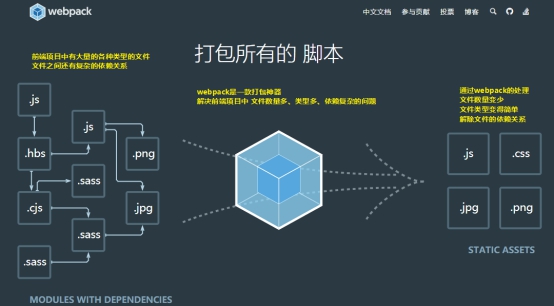 webpack
中文文档 参与贡献 投票 博客
打包所有的 脚本
前端项目中有大量的各种类型的文件
文件之间还有复杂的依赖关系
webpack是一款打包神器
解决前端项目中 文件数量多、类型多、依赖复杂的问题
通过webpack的处理
文件数量变少
文件类型变得简单
解除文件的依赖关系
.js
.js
.hbs
.png
.sass
.cjs
.jpg
.sass
.sass
MODULES WITH DEPENDENCIES
.js
.css
.jpg
.png
STATIC ASSETS